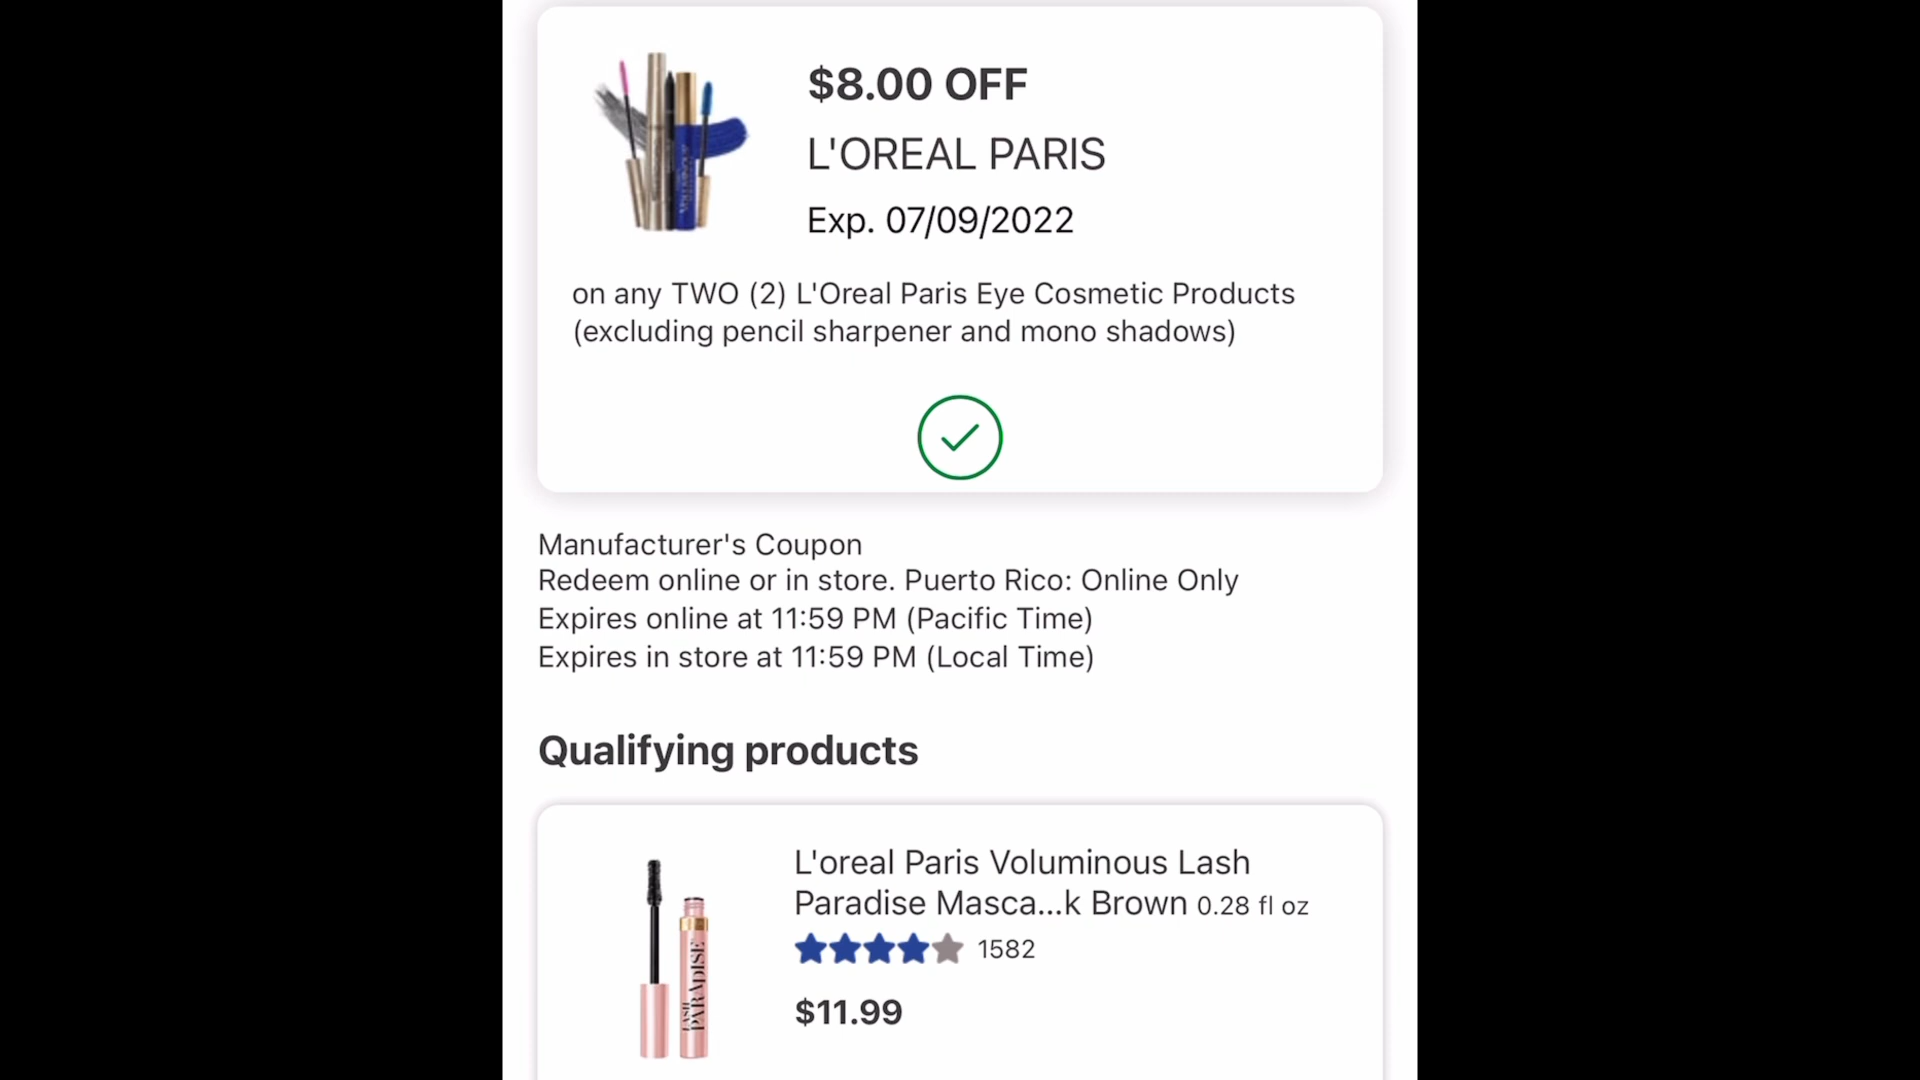 $8.00 OFF
L'OREAL PARIS
Exp. 07/09/2022
on any TWO (2) L'Oreal Paris Eye Cosmetic Products
(excluding pencil sharpener and mono shadows)
Manufacturer's Coupon
Redeem online or in store. Puerto Rico: Online Only
Expires online at 11:59 PM (Pacific Time)
Expires in store at 11:59 PM (Local Time)
Qualifying products
L'oreal Paris Voluminous Lash
Paradise Masca...k Brown 0.28 fl oz
1582
$11.99
LASH
PARADISE